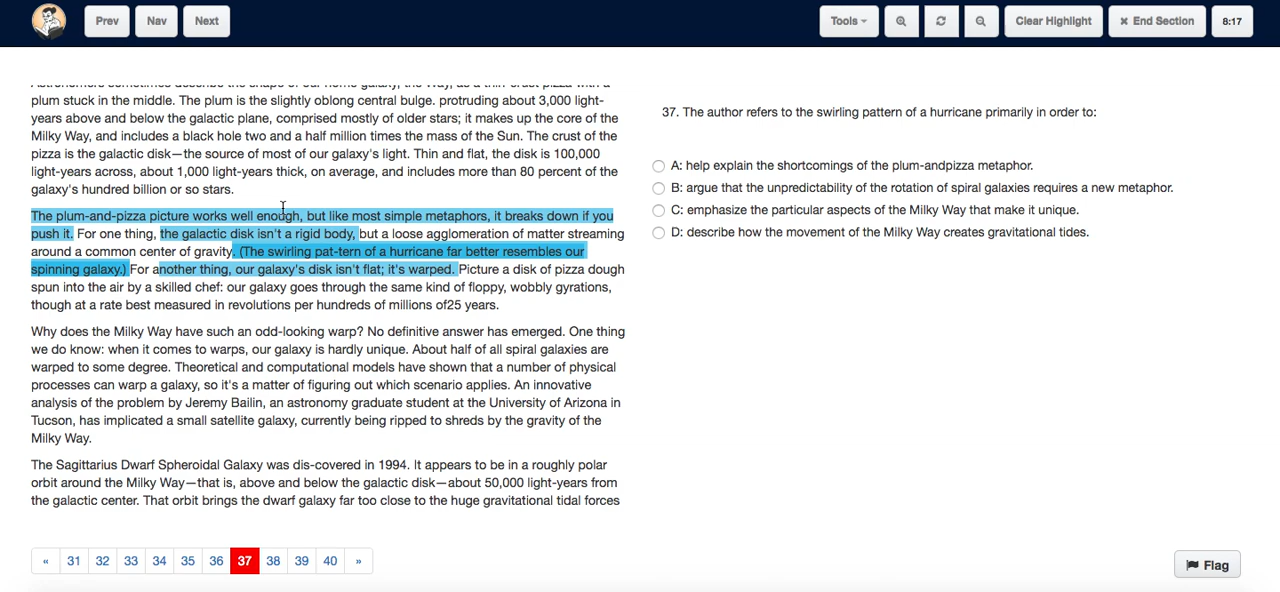 Prev Nav Next Tools Clear Highlight × End Section 8:17
plum stuck in the middle. The plum is the slightly oblong central bulge. protruding about 3,000 light-
years above and below the galactic plane, comprised mostly of older stars; it makes up the core of the
Milky Way, and includes a black hole two and a half million times the mass of the Sun. The crust of the
pizza is the galactic disk—the source of most of our galaxy's light. Thin and flat, the disk is 100,000
light-years across, about 1,000 light-years thick, on average, and includes more than 80 percent of the
galaxy's hundred billion or so stars.
The plum-and-pizza picture works well enough, but like most simple metaphors, it breaks down if you
push it. For one thing, the galactic disk isn't a rigid body, but a loose agglomeration of matter streaming
around a common center of gravity. (The swirling pat-tern of a hurricane far better resembles our
spinning galaxy.) For another thing, our galaxy's disk isn't flat; it's warped. Picture a disk of pizza dough
spun into the air by a skilled chef: our galaxy goes through the same kind of floppy, wobbly gyrations,
though at a rate best measured in revolutions per hundreds of millions of25 years.
Why does the Milky Way have such an odd-looking warp? No definitive answer has emerged. One thing
we do know: when it comes to warps, our galaxy is hardly unique. About half of all spiral galaxies are
warped to some degree. Theoretical and computational models have shown that a number of physical
processes can warp a galaxy, so it's a matter of figuring out which scenario applies. An innovative
analysis of the problem by Jeremy Bailin, an astronomy graduate student at the University of Arizona in
Tucson, has implicated a small satellite galaxy, currently being ripped to shreds by the gravity of the
Milky Way.
The Sagittarius Dwarf Spheroidal Galaxy was dis-covered in 1994. It appears to be in a roughly polar
orbit around the Milky Way—that is, above and below the galactic disk—about 50,000 light-years from
the galactic center. That orbit brings the dwarf galaxy far too close to the huge gravitational tidal forces
37. The author refers to the swirling pattern of a hurricane primarily in order to:
A: help explain the shortcomings of the plum-andpizza metaphor.
B: argue that the unpredictability of the rotation of spiral galaxies requires a new metaphor.
C: emphasize the particular aspects of the Milky Way that make it unique.
D: describe how the movement of the Milky Way creates gravitational tides.
« 31 32 33 34 35 36 37 38 39 40 »
Flag